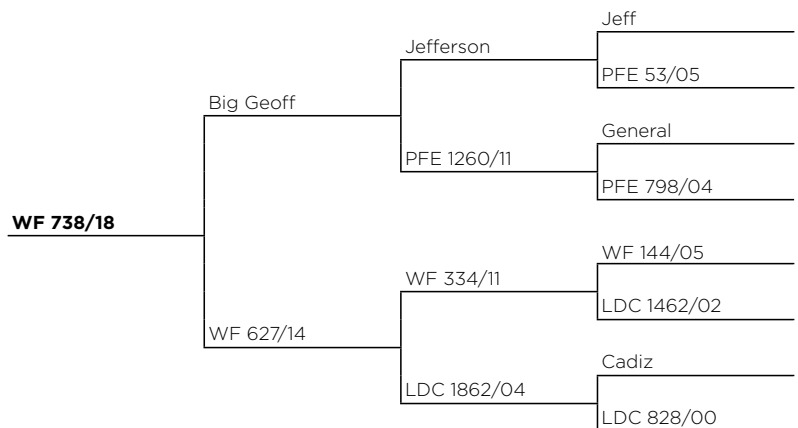 Jeff
Jefferson
PFE 53/05
Big Geoff
General
PFE 1260/11
PFE 798/04
WF 738/18
WF 144/05
WF 334/11
LDC 1462/02
WF 627/14
Cadiz
LDC 1862/04
LDC 828/00